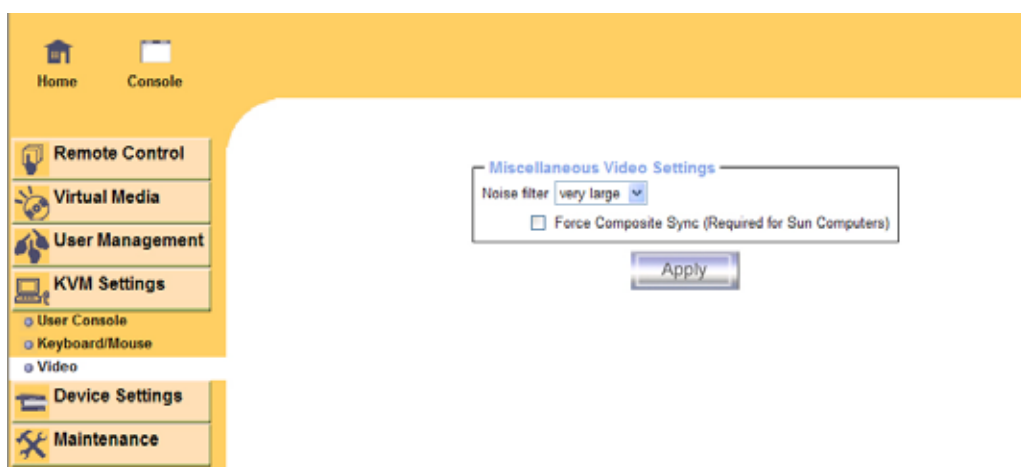 Home
Console
Remote Control
Virtual Media
User Management
KVM Settings
User Console
Keyboard/Mouse
Video
Device Settings
Maintenance
Miscellaneous Video Settings
Noise filter very large
Force Composite Sync (Required for Sun Computers)
Apply